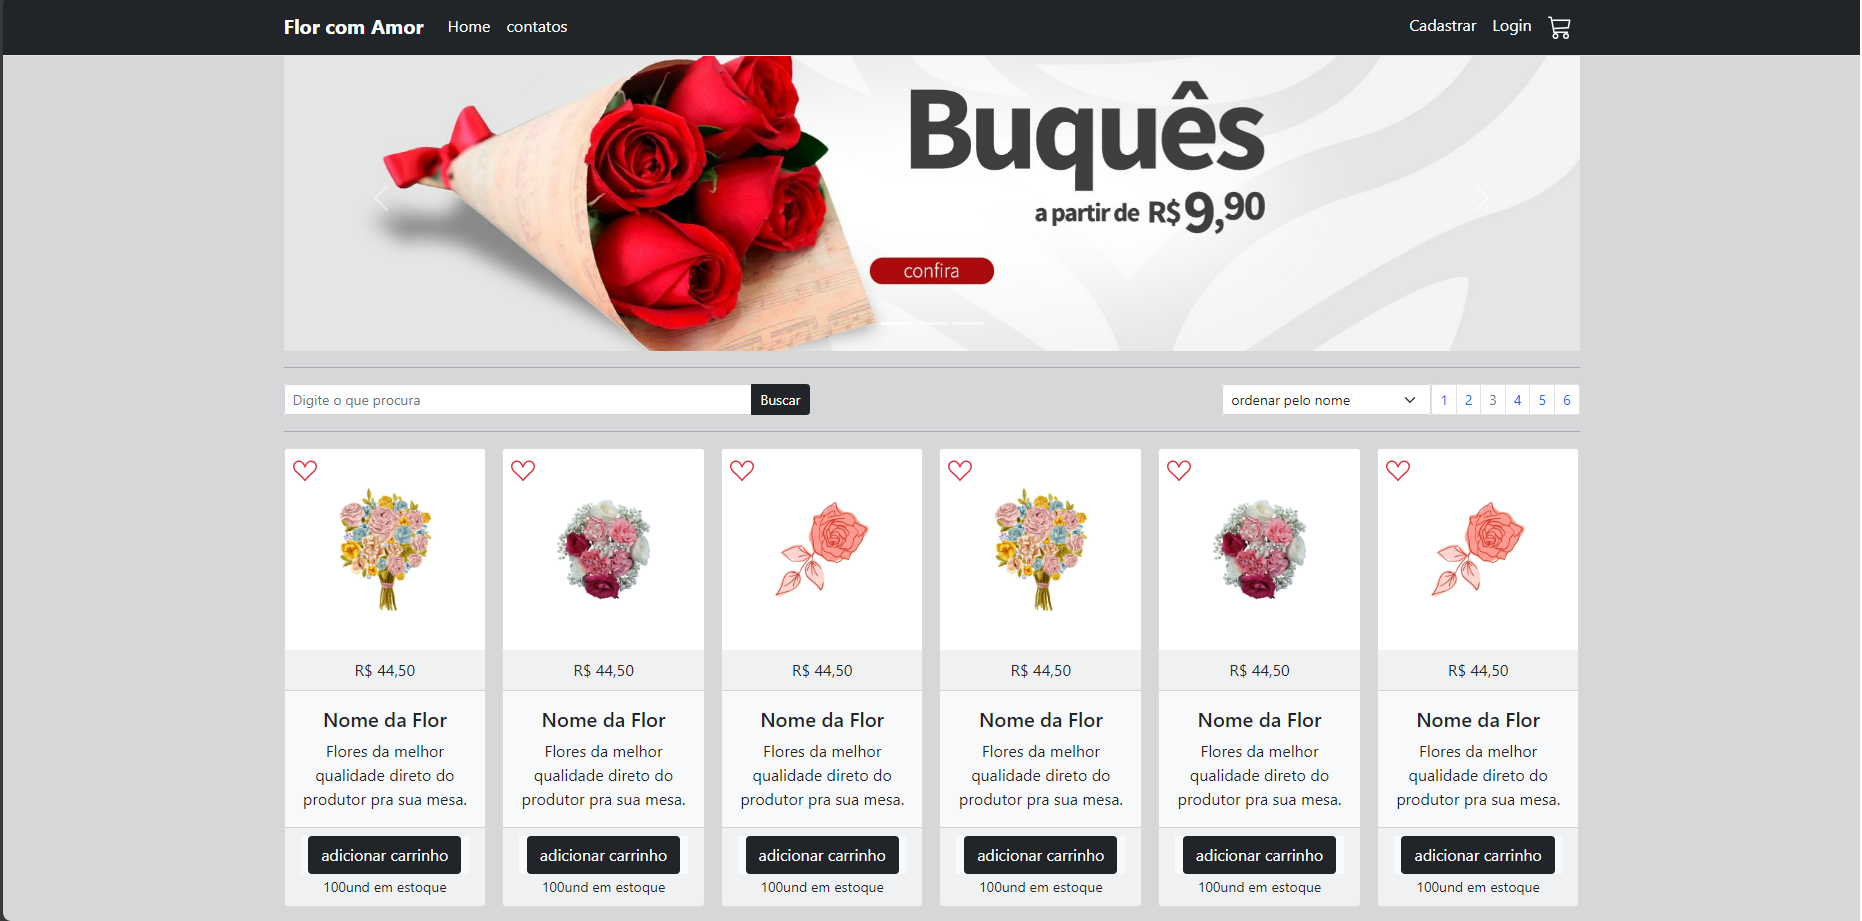 Flor com Amor Home contatos Cadastrar Login
Buquês
a partir de R$ 9,90
confira
Digite o que procura Buscar ordenar pelo nome 1 2 3 4 5 6
R$ 44,50 R$ 44,50 R$ 44,50 R$ 44,50 R$ 44,50 R$ 44,50
Nome da Flor Nome da Flor Nome da Flor Nome da Flor Nome da Flor Nome da Flor
Flores da melhor Flores da melhor Flores da melhor Flores da melhor Flores da melhor Flores da melhor
qualidade direto do qualidade direto do qualidade direto do qualidade direto do qualidade direto do qualidade direto do
produtor pra sua mesa. produtor pra sua mesa. produtor pra sua mesa. produtor pra sua mesa. produtor pra sua mesa. produtor pra sua mesa.
adicionar carrinho adicionar carrinho adicionar carrinho adicionar carrinho adicionar carrinho adicionar carrinho
100und em estoque 100und em estoque 100und em estoque 100und em estoque 100und em estoque 100und em estoque